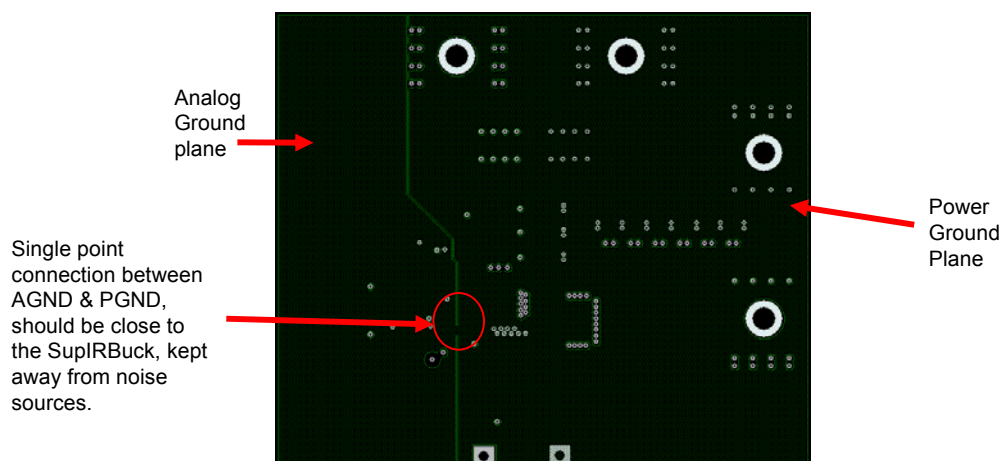 Analog
Ground
plane
Single point
connection between
AGND & PGND,
should be close to
the SupIRBuck, kept
away from noise
sources.
Power
Ground
Plane